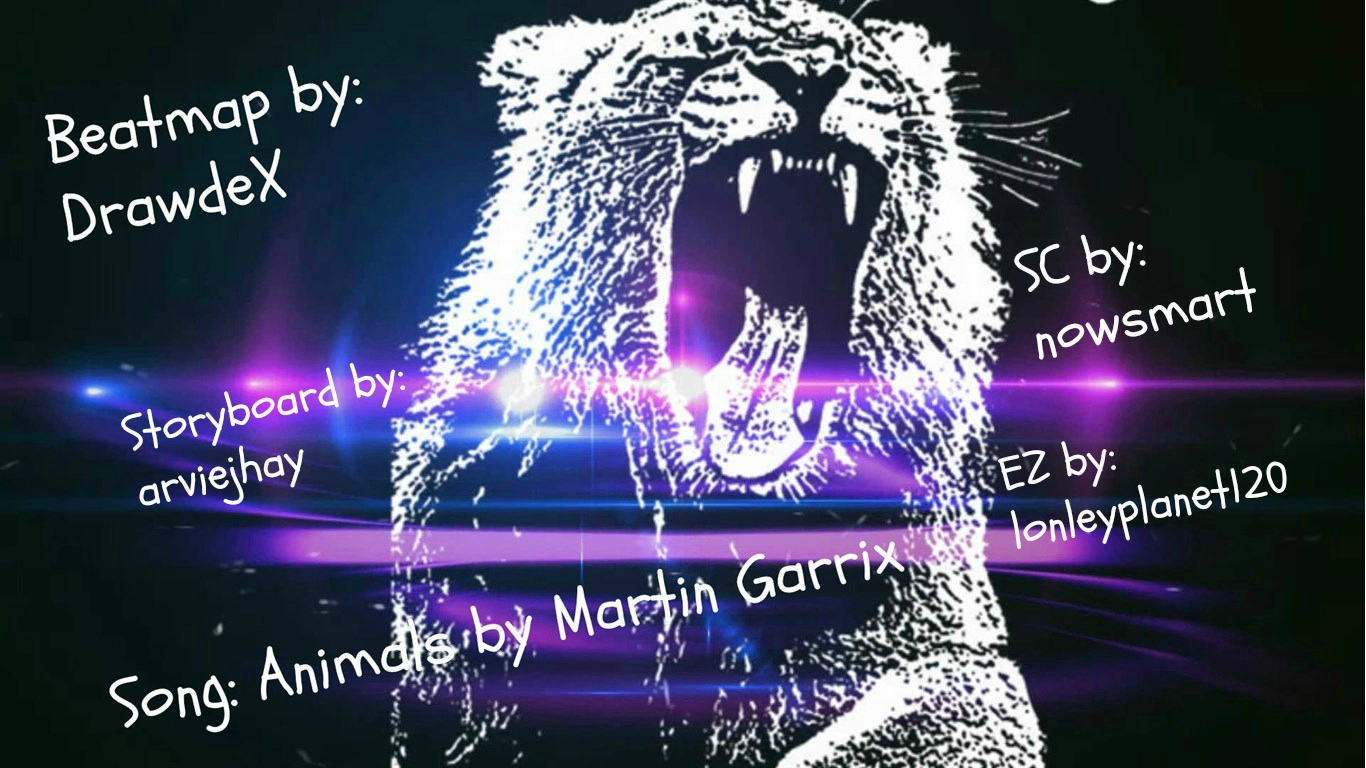 Beatmap by:
DrawdeX
SC by:
nowsmart
Storyboard by:
arviejhay
EZ by:
lonleyplanet120
Song: Animals by Martin Garrix